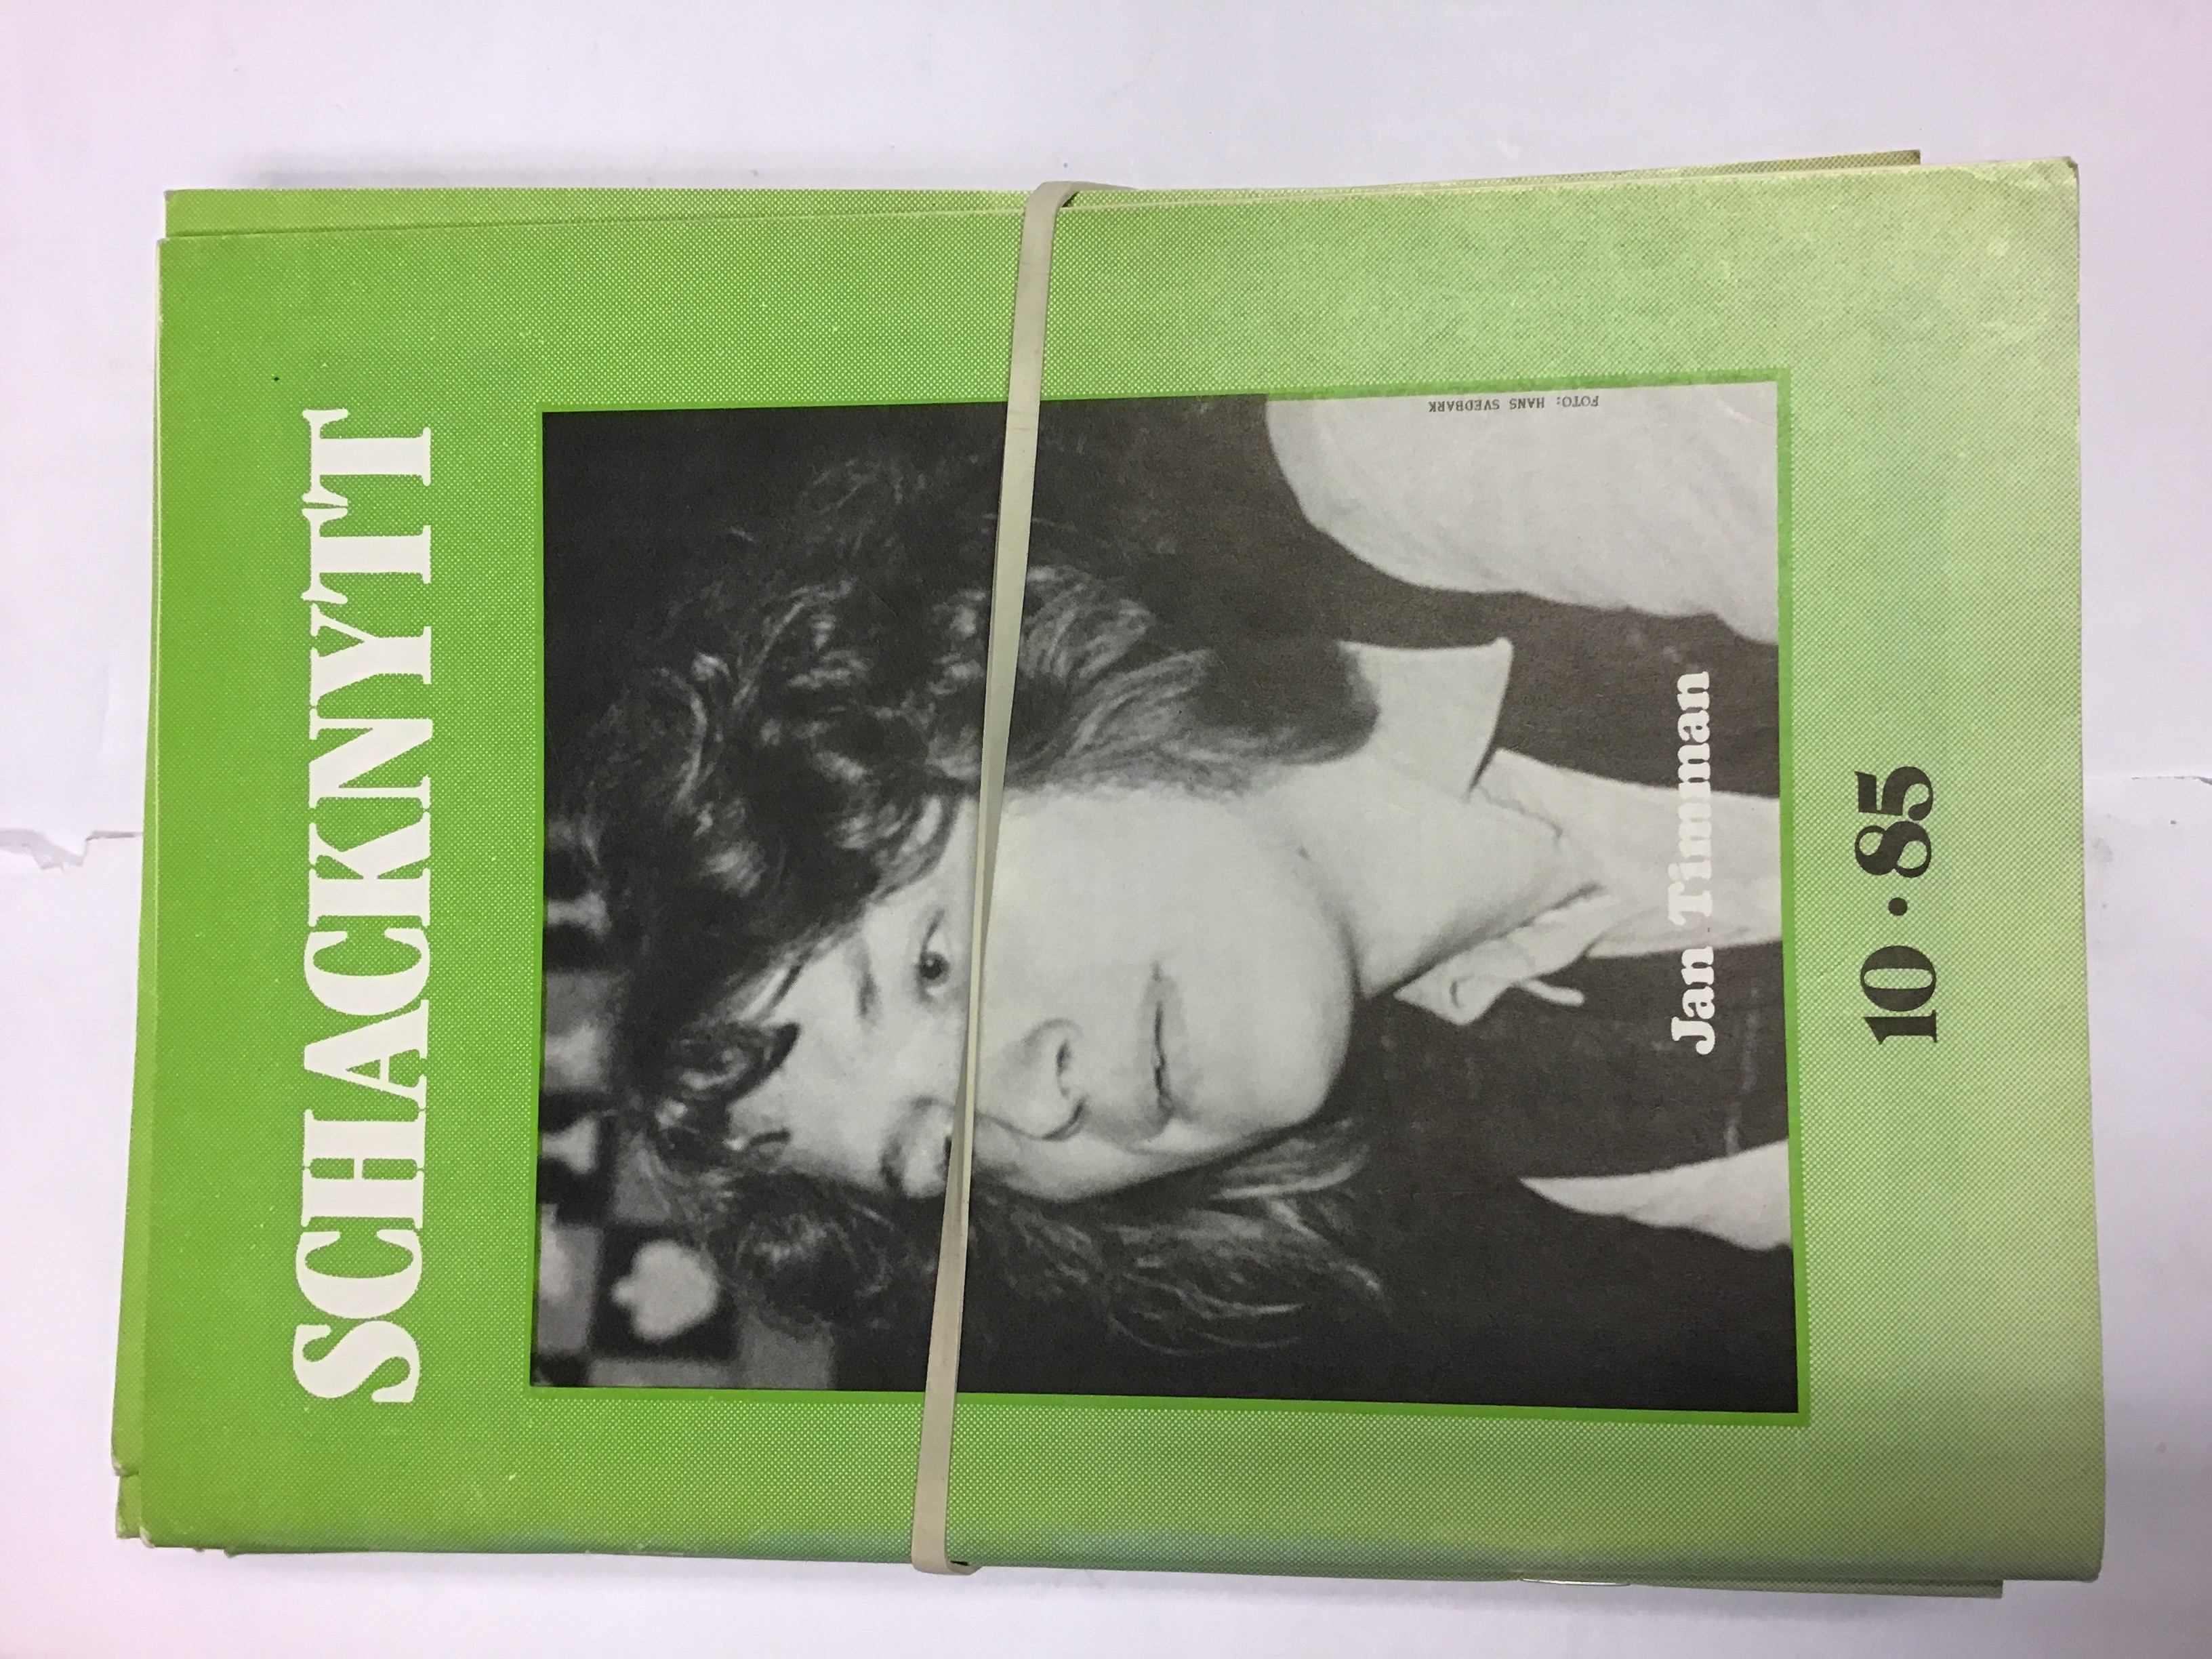 SCHACKNYTT
FOTO: HANS SVEDBARK
Jan Timman
10 • 85